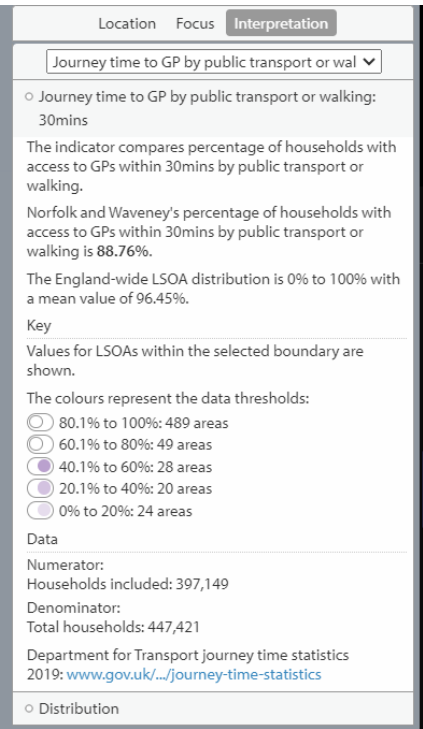 Location Focus Interpretation
Journey time to GP by public transport or wal
Journey time to GP by public transport or walking:
30mins
The indicator compares percentage of households with
access to GPs within 30mins by public transport or
walking.
Norfolk and Waveney's percentage of households with
access to GPs within 30mins by public transport or
walking is 88.76%.
The England-wide LSOA distribution is 0% to 100% with
a mean value of 96.45%.
Key
Values for LSOAs within the selected boundary are
shown.
The colours represent the data thresholds:
80.1% to 100%: 489 areas
60.1% to 80%: 49 areas
40.1% to 60%: 28 areas
20.1% to 40%: 20 areas
0% to 20%: 24 areas
Data
Numerator:
Households included: 397,149
Denominator:
Total households: 447,421
Department for Transport journey time statistics
2019: www.gov.uk/.../journey-time-statistics
Distribution